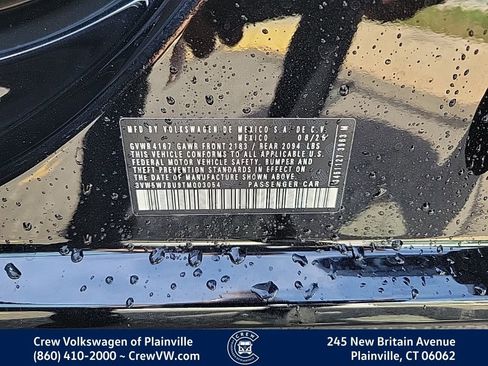 MFD. BY VOLKSWAGEN DE MEXICO S.A. DE C.V.
MEXICO 08/25
GVWR 4167 GAWR FRONT 2183 / REAR 2094 LBS
THIS VEHICLE CONFORMS TO ALL APPLICABLE U.S.
FEDERAL MOTOR VEHICLE SAFETY, BUMPER AND
THEFT PREVENTION STANDARDS IN EFFECT ON
THE DATE OF MANUFACTURE SHOWN ABOVE.
3VW5W7BU9TM003054 PASSENGER CAR
Crew Volkswagen of Plainville
(860) 410-2000 ~ CrewVW.com
CREW
245 New Britain Avenue
Plainville, CT 06062